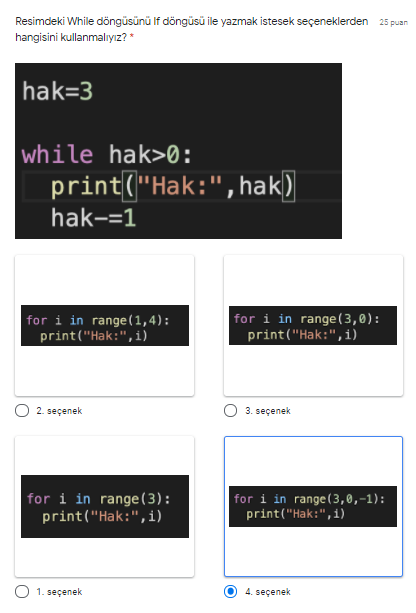 Resimdeki While döngüsünü If döngüsü ile yazmak istesek seçeneklerden 25 puan
hangisini kullanmalıyız? *
hak=3
while hak>0:
print("Hak:",hak)
hak-=1
for i in range(1,4):
print("Hak:",i)
2. seçenek
for i in range(3,0):
print("Hak:",i)
3. seçenek
for i in range(3):
print("Hak:",i)
1. seçenek
for i in range(3,0,-1):
print("Hak:",i)
4. seçenek